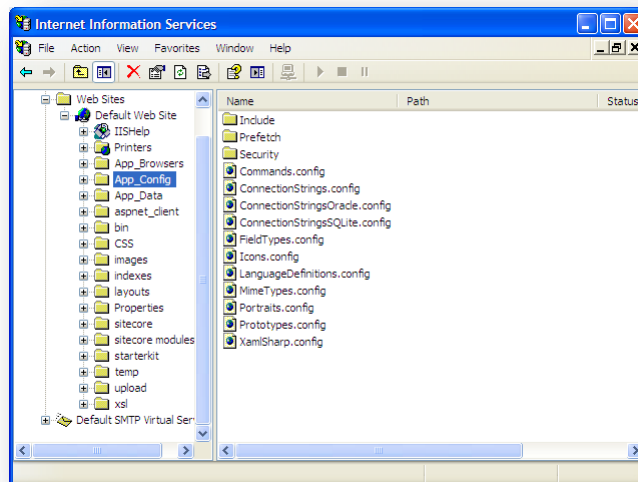 Internet Information Services
File Action View Favorites Window Help
Web Sites
Default Web Site
IISHelp
Printers
App_Browsers
App_Config
App_Data
aspnet_client
bin
CSS
images
indexes
layouts
Properties
sitecore
sitecore modules
starterkit
temp
upload
xsl
Default SMTP Virtual Ser
Name Path Status
Include
Prefetch
Security
Commands.config
ConnectionStrings.config
ConnectionStringsOracle.config
ConnectionStringsSQLite.config
FieldTypes.config
Icons.config
LanguageDefinitions.config
MimeTypes.config
Portraits.config
Prototypes.config
XamlSharp.config